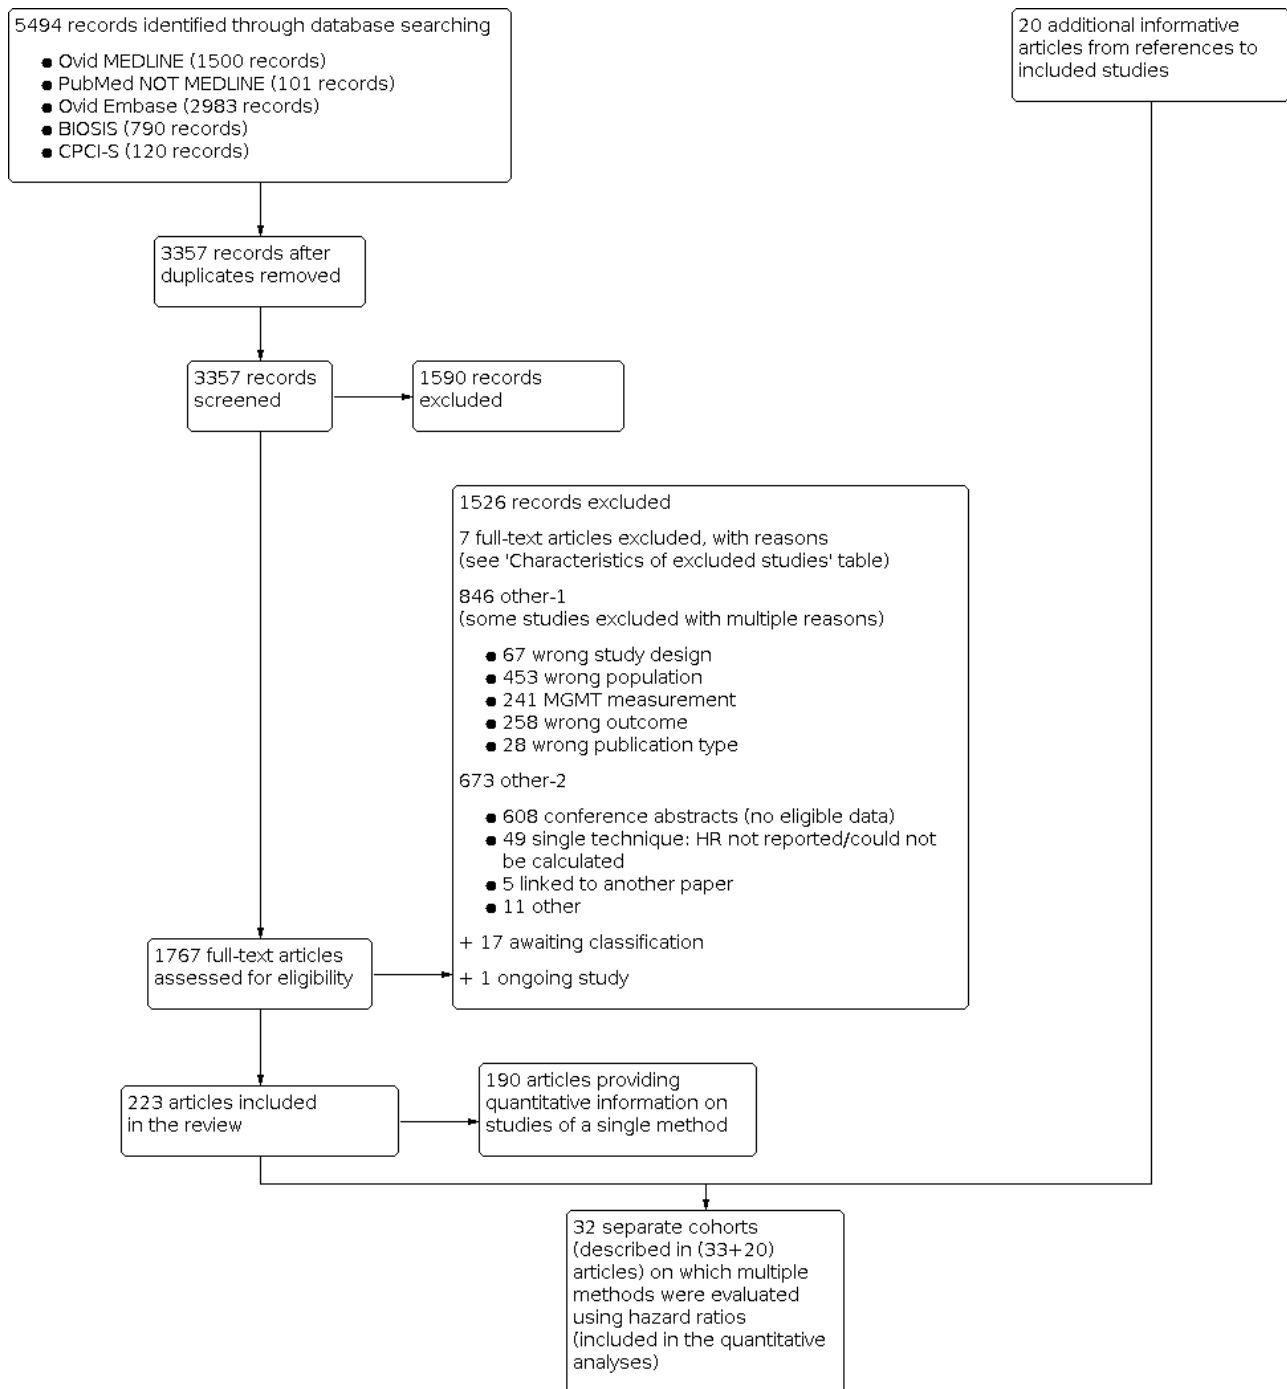 5494 records identified through database searching
● Ovid MEDLINE (1500 records)
● PubMed NOT MEDLINE (101 records)
● Ovid Embase (2983 records)
● BIOSIS (790 records)
● CPCI-S (120 records)
20 additional informative
articles from references to
included studies
3357 records after
duplicates removed
3357 records
screened
1590 records
excluded
1526 records excluded
7 full-text articles excluded, with reasons
(see 'Characteristics of excluded studies' table)
846 other-1
(some studies excluded with multiple reasons)
● 67 wrong study design
● 453 wrong population
● 241 MGMT measurement
● 258 wrong outcome
● 28 wrong publication type
673 other-2
● 608 conference abstracts (no eligible data)
● 49 single technique: HR not reported/could not
be calculated
● 5 linked to another paper
● 11 other
+ 17 awaiting classification
+ 1 ongoing study
1767 full-text articles
assessed for eligibility
223 articles included
in the review
190 articles providing
quantitative information on
studies of a single method
32 separate cohorts
(described in (33+20)
articles) on which multiple
methods were evaluated
using hazard ratios
(included in the quantitative
analyses)